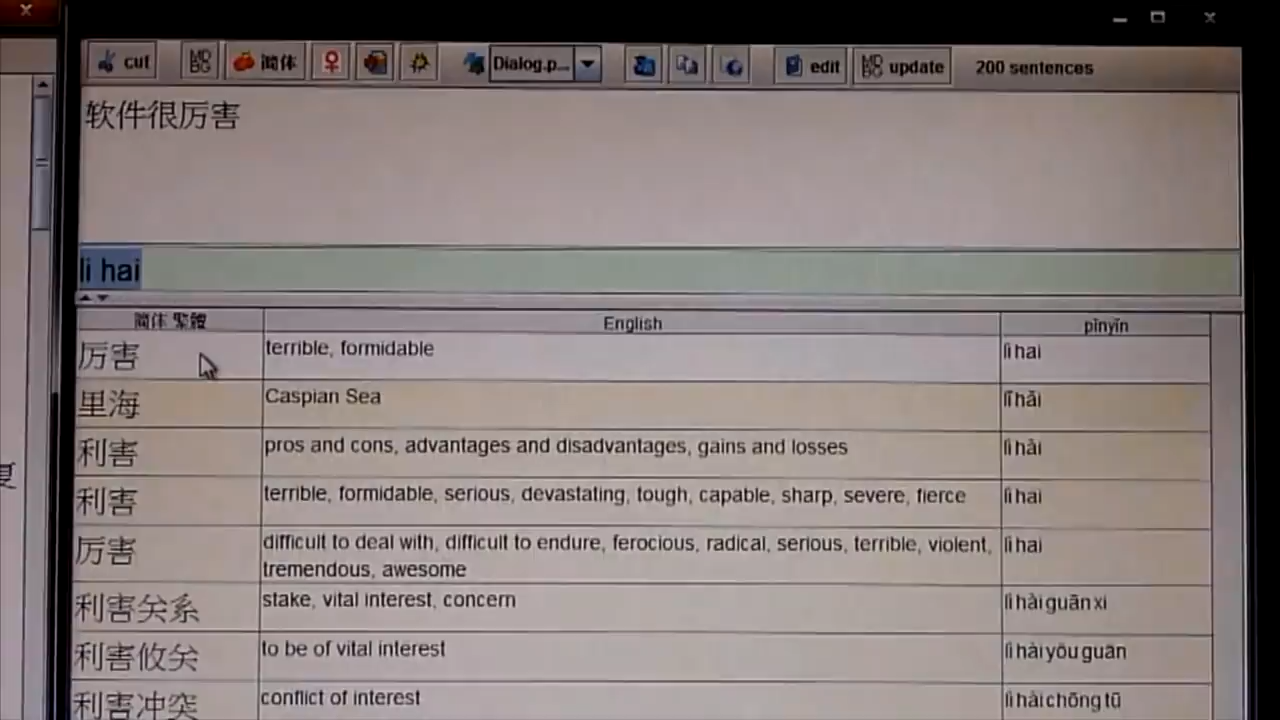 cut MDBG 简体 Dialog.p... edit MDBG update 200 sentences
软件很厉害
li hai
简体 繁體 English pīnyīn
厉害 terrible, formidable lì hai
里海 Caspian Sea lǐ hǎi
利害 pros and cons, advantages and disadvantages, gains and losses lì hài
利害 terrible, formidable, serious, devastating, tough, capable, sharp, severe, fierce lì hai
厉害 difficult to deal with, difficult to endure, ferocious, radical, serious, terrible, violent, lì hai
tremendous, awesome
利害关系 stake, vital interest, concern lì hài guān xi
利害攸关 to be of vital interest lì hài yōu guān
利害冲突 conflict of interest lì hài chōng tū